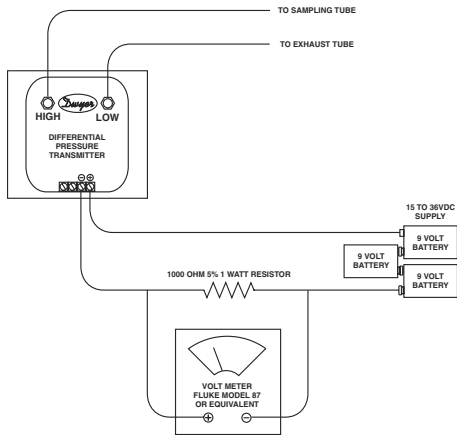 TO SAMPLING TUBE
TO EXHAUST TUBE
Dwyer
HIGH
LOW
DIFFERENTIAL
PRESSURE
TRANSMITTER
⊖ ⊕
15 TO 36VDC
SUPPLY
9 VOLT
BATTERY
9 VOLT
BATTERY
9 VOLT
BATTERY
1000 OHM 5% 1 WATT RESISTOR
VOLT METER
FLUKE MODEL 87
OR EQUIVALENT
⊕ ⊖